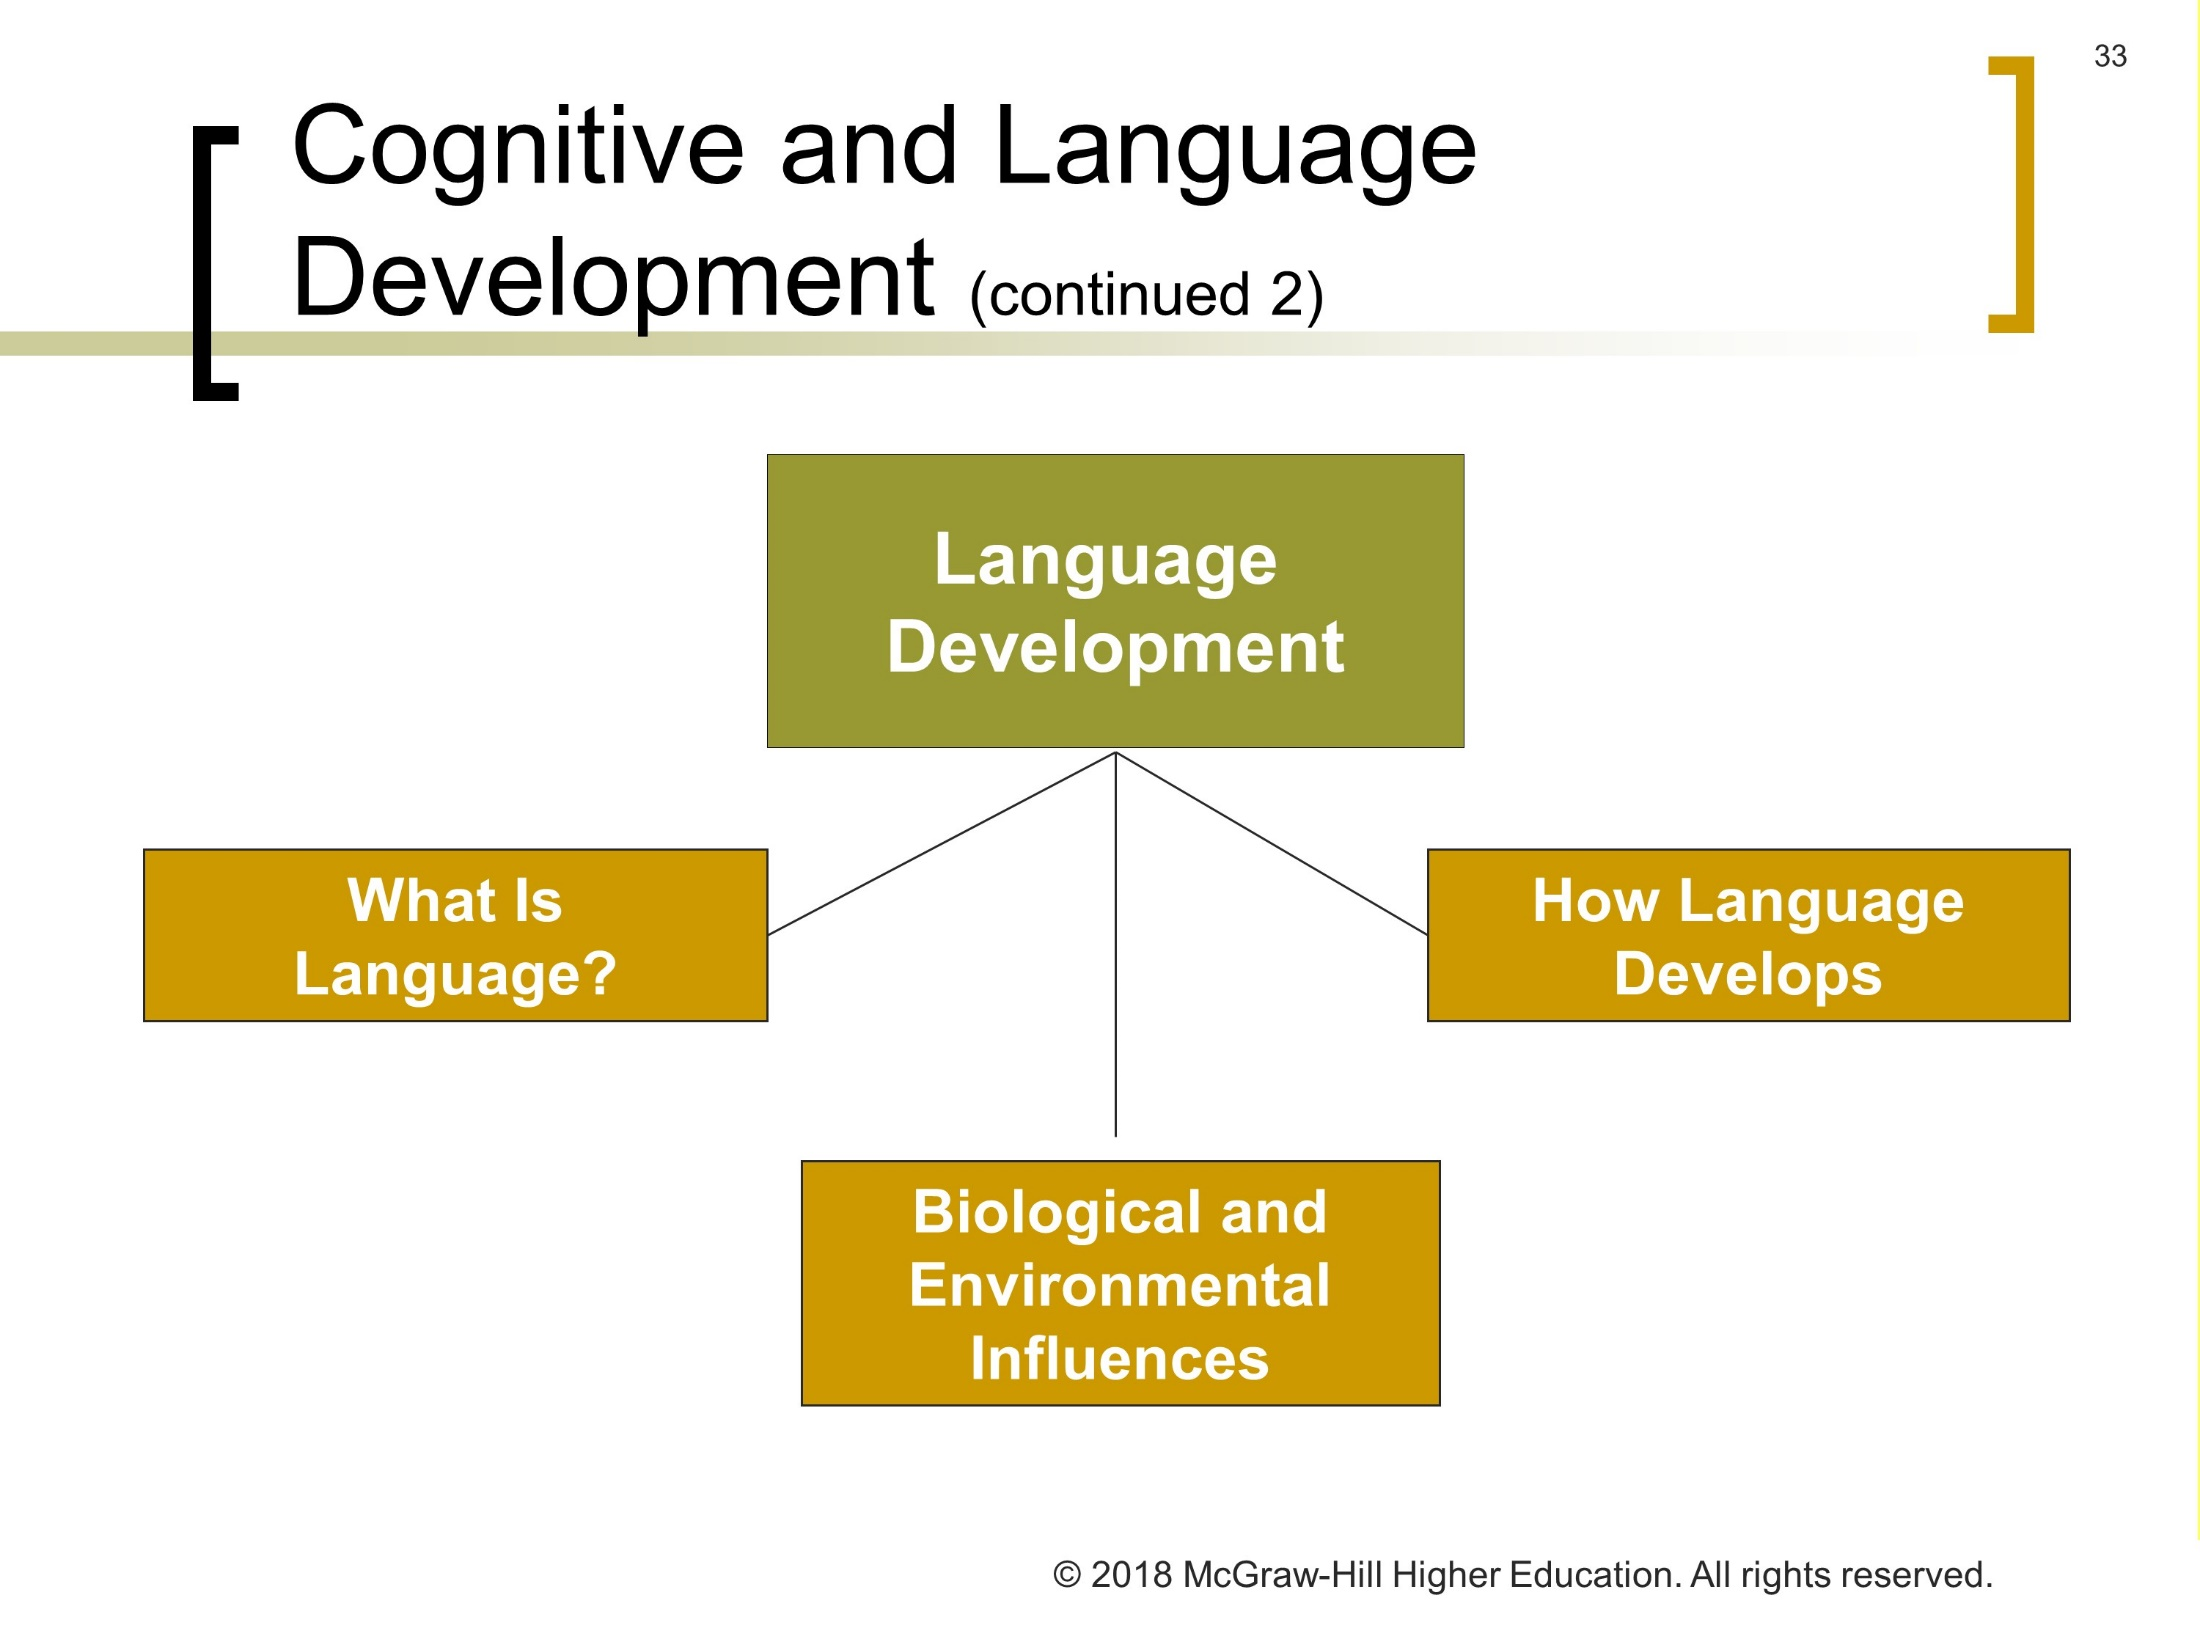 33
Cognitive and Language
Development (continued 2)
Language
Development
What Is
Language?
How Language
Develops
Biological and
Environmental
Influences
© 2018 McGraw-Hill Higher Education. All rights reserved.